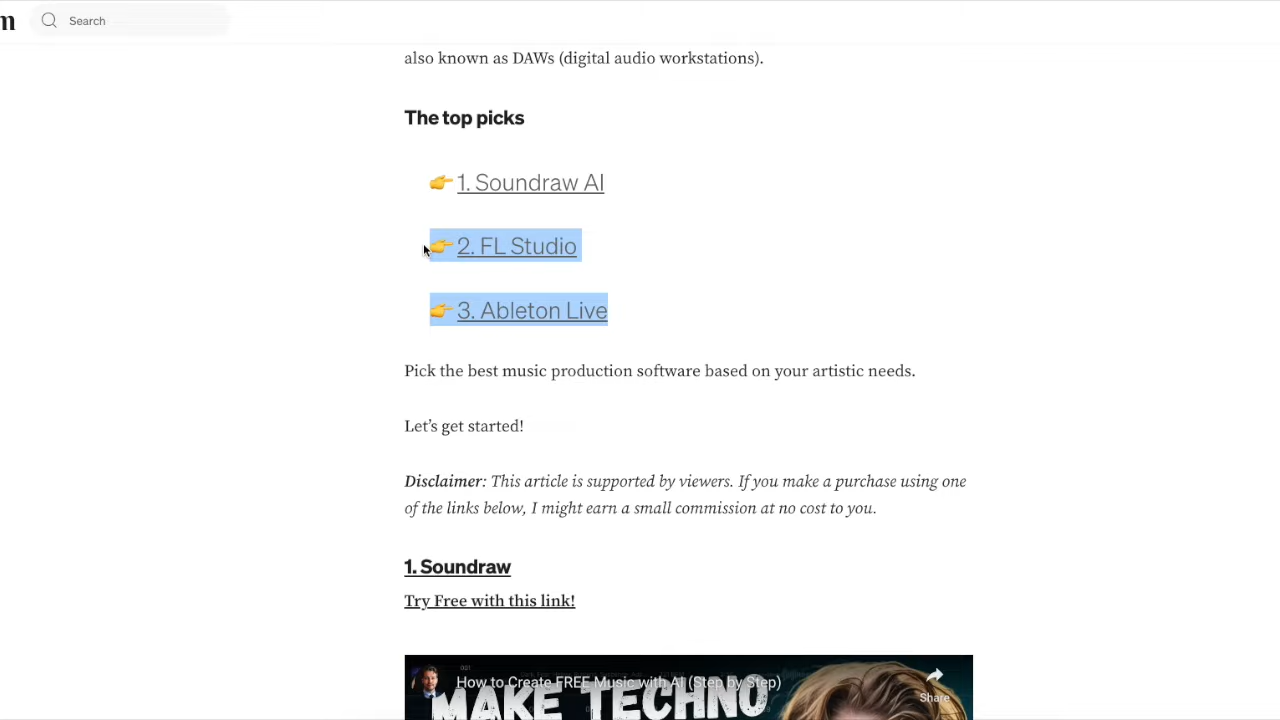 m
Search
also known as DAWs (digital audio workstations).
The top picks
👉 1. Soundraw AI
👉 2. FL Studio
👉 3. Ableton Live
Pick the best music production software based on your artistic needs.
Let’s get started!
Disclaimer: This article is supported by viewers. If you make a purchase using one
of the links below, I might earn a small commission at no cost to you.
1. Soundraw
Try Free with this link!
How to Create FREE Music with AI (Step by Step)
Share
MAKE TECHNO